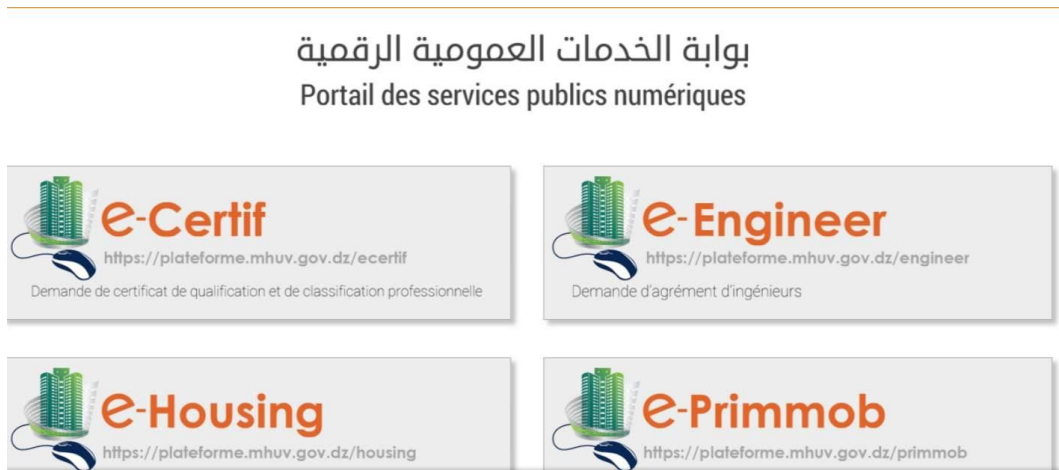 بوابة الخدمات العمومية الرقمية
Portail des services publics numériques
e-Certif
https://plateforme.mhuv.gov.dz/ecertif
Demande de certificat de qualification et de classification professionnelle
e-Engineer
https://plateforme.mhuv.gov.dz/engineer
Demande d'agrément d'ingénieurs
e-Housing
https://plateforme.mhuv.gov.dz/housing
e-Primmob
https://plateforme.mhuv.gov.dz/primmob